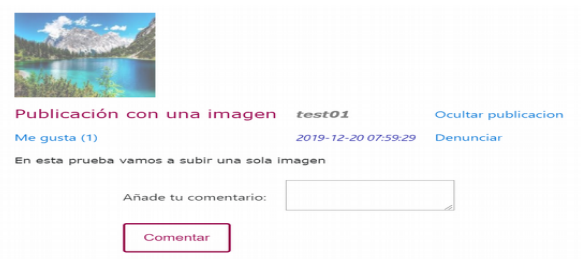 Publicación con una imagen test01 Ocultar publicacion
Me gusta (1) 2019-12-20 07:59:29 Denunciar
En esta prueba vamos a subir una sola imagen
Añade tu comentario:
Comentar